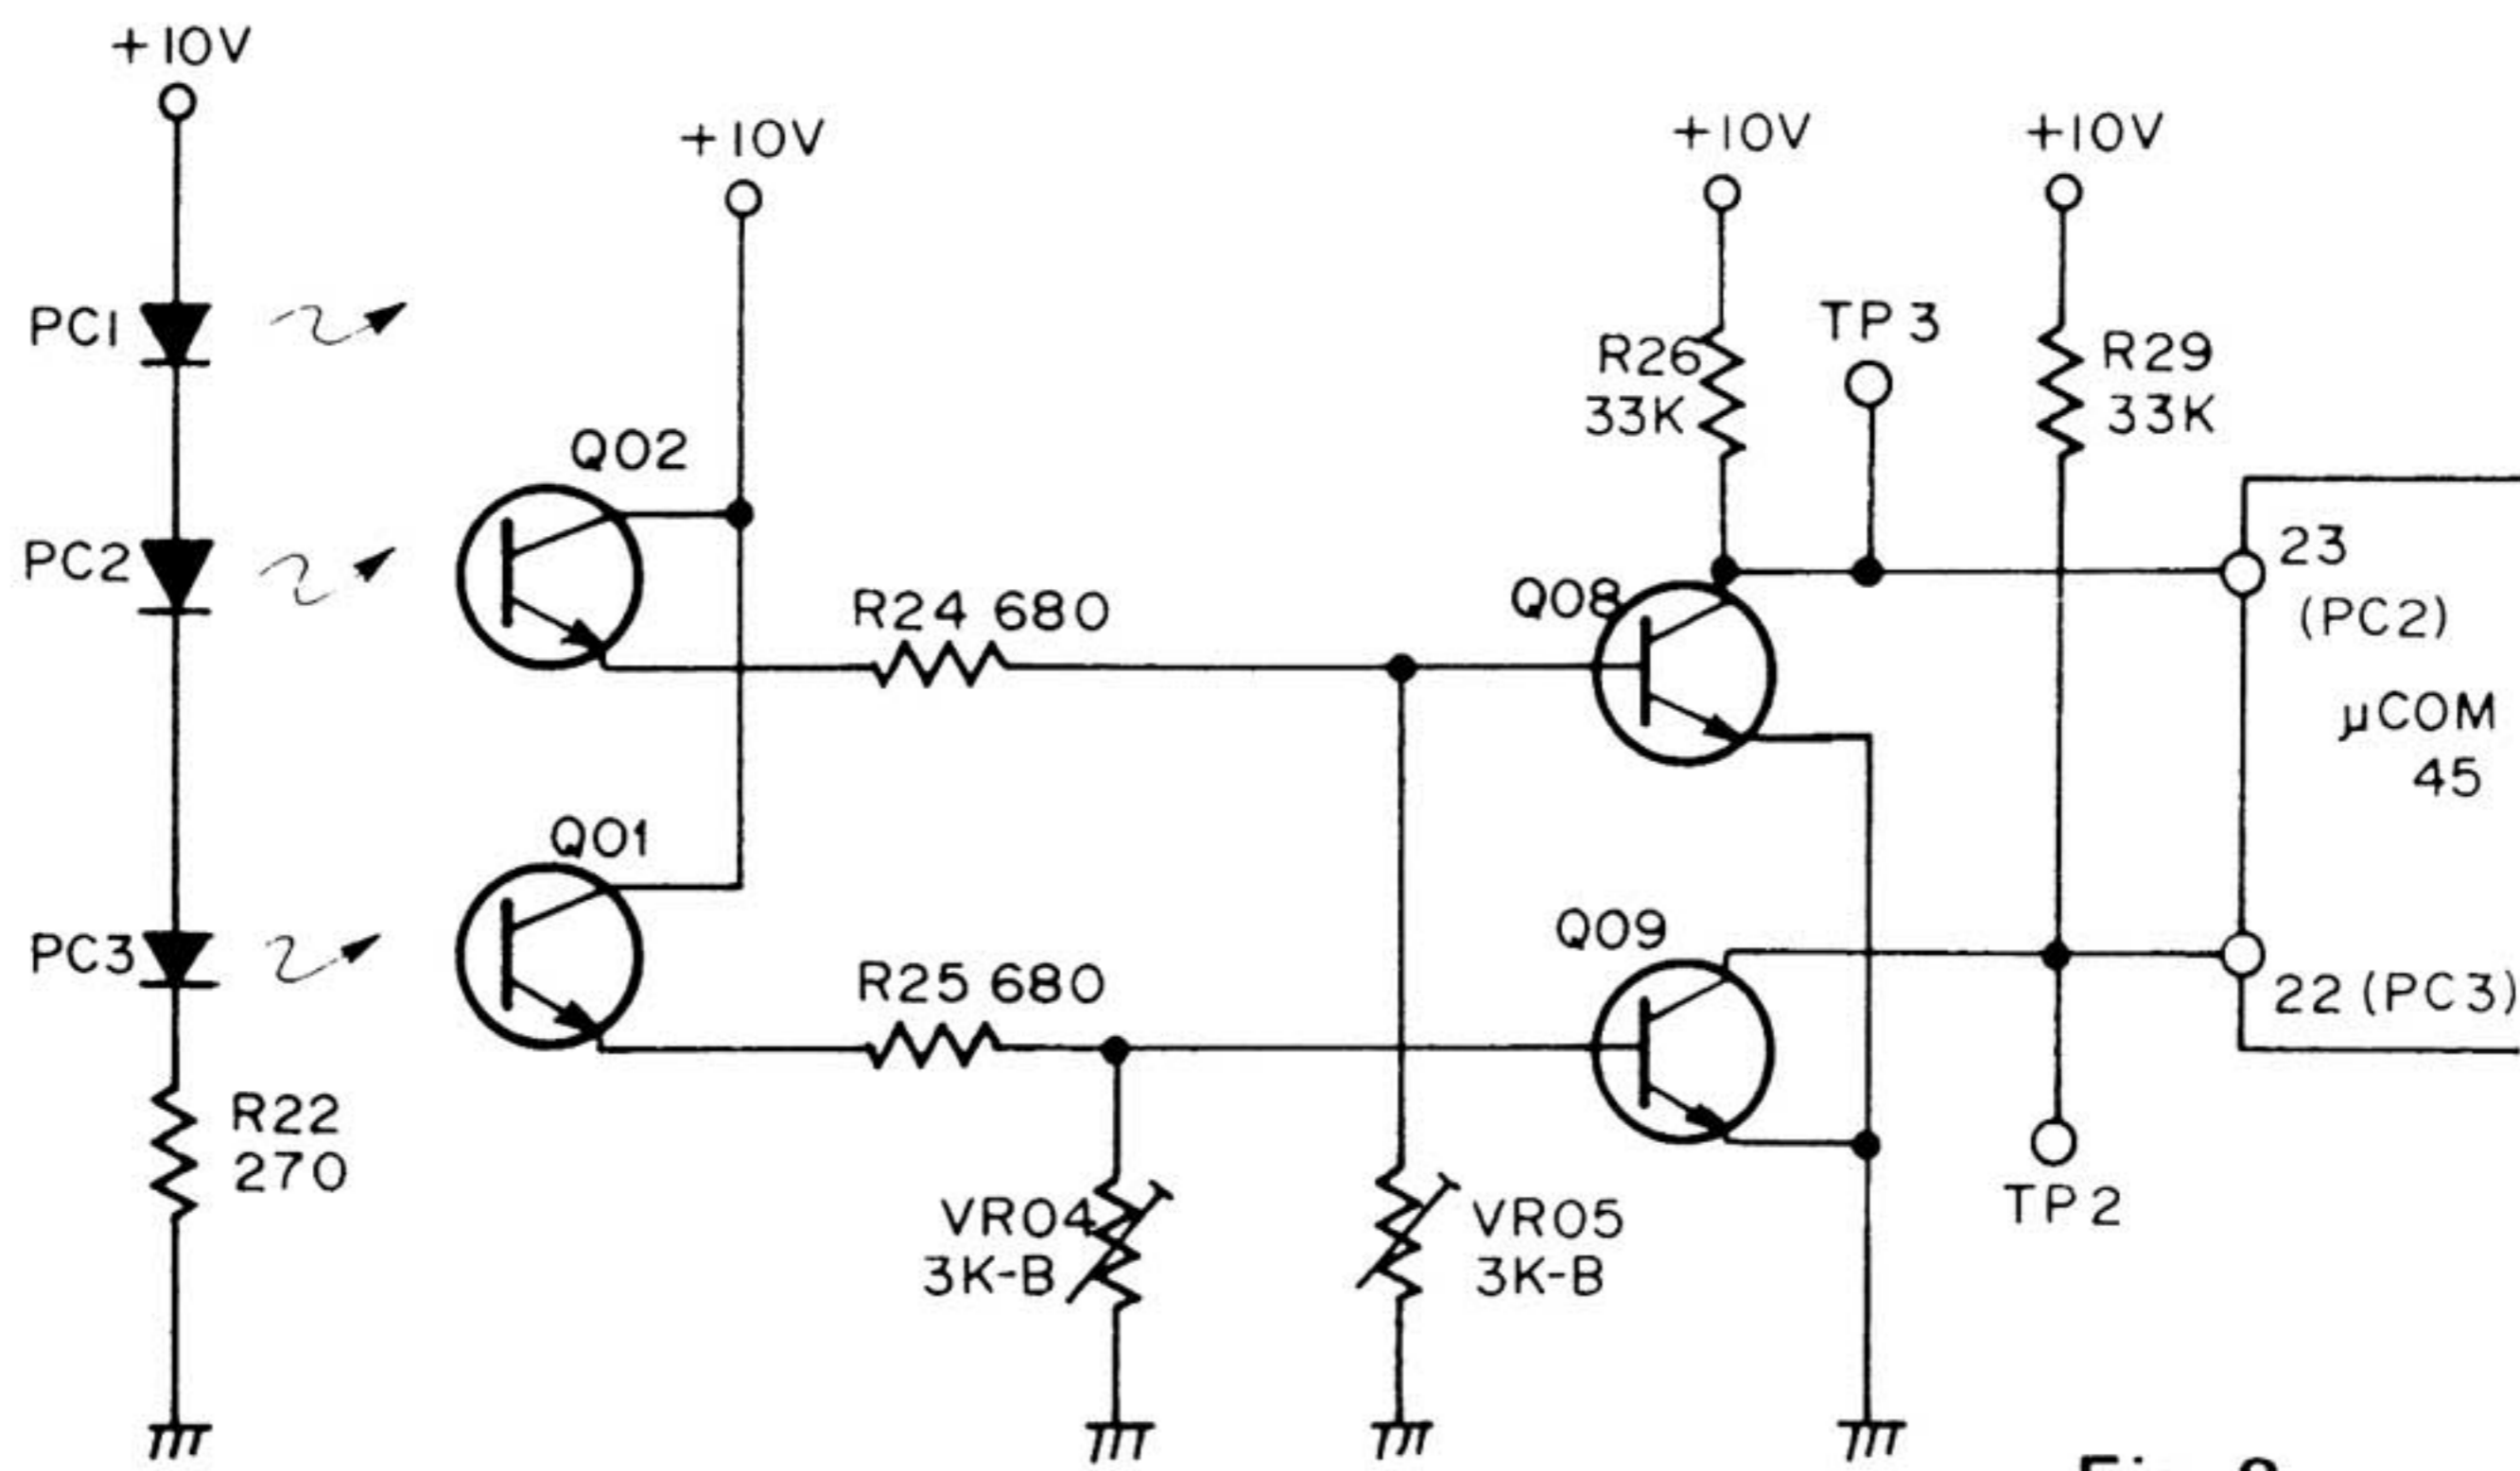 +10V
+10V
+10V
+10V
PC1
PC2
PC3
Q02
Q01
R24 680
R25 680
R22
270
VR04
3K-B
VR05
3K-B
R26
33K
TP3
R29
33K
Q08
Q09
23
(PC2)
µCOM
45
22 (PC3)
TP2